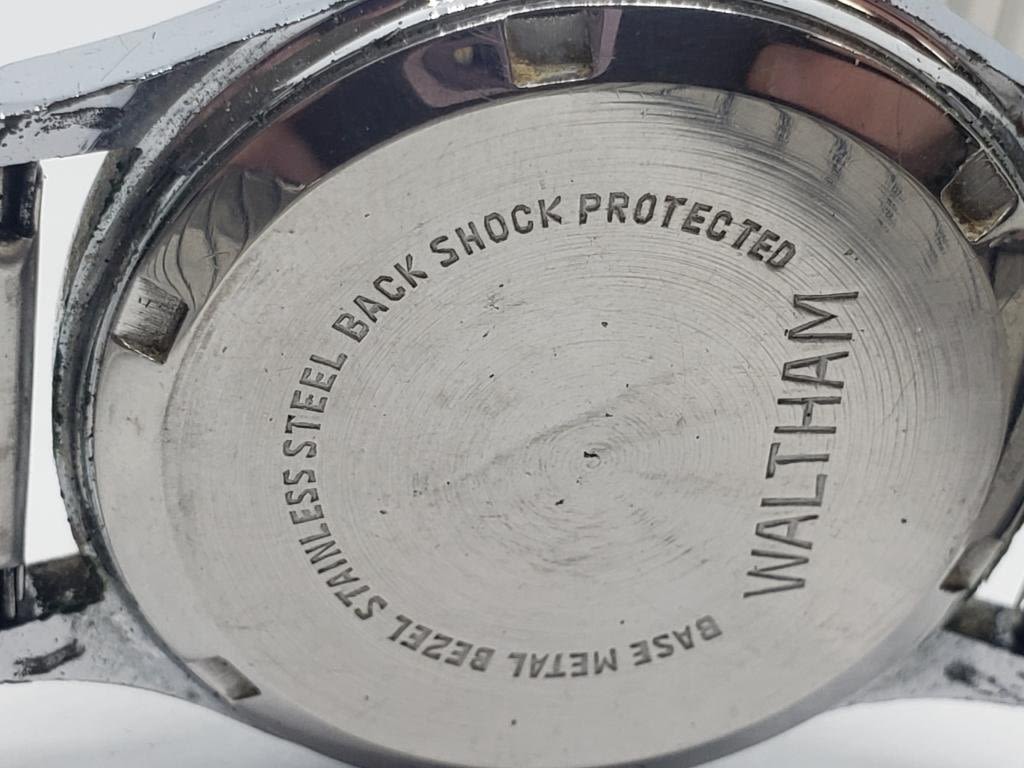 WALTHAM
BASE METAL BEZEL STAINLESS STEEL BACK SHOCK PROTECTED